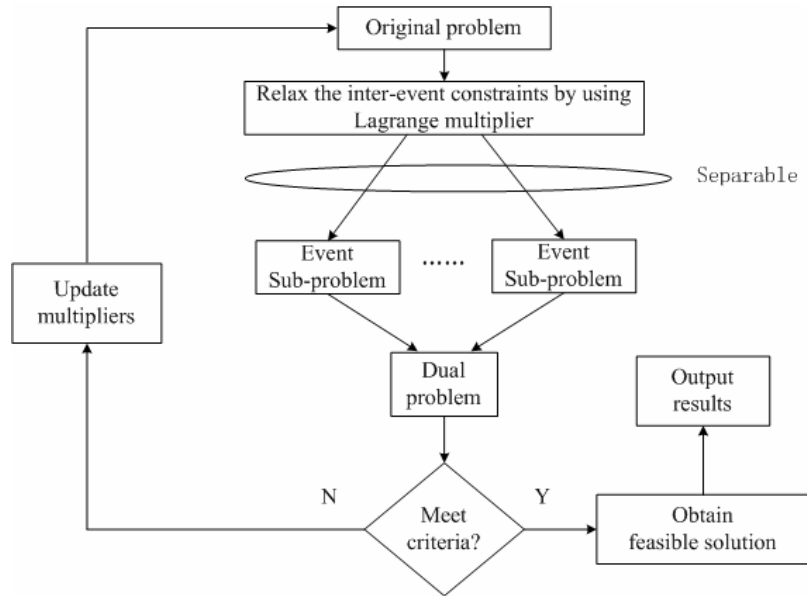 Original problem
Relax the inter-event constraints by using
Lagrange multiplier
Separable
Event
Sub-problem
......
Event
Sub-problem
Update
multipliers
Dual
problem
Output
results
N
Y
Meet
criteria?
Obtain
feasible solution